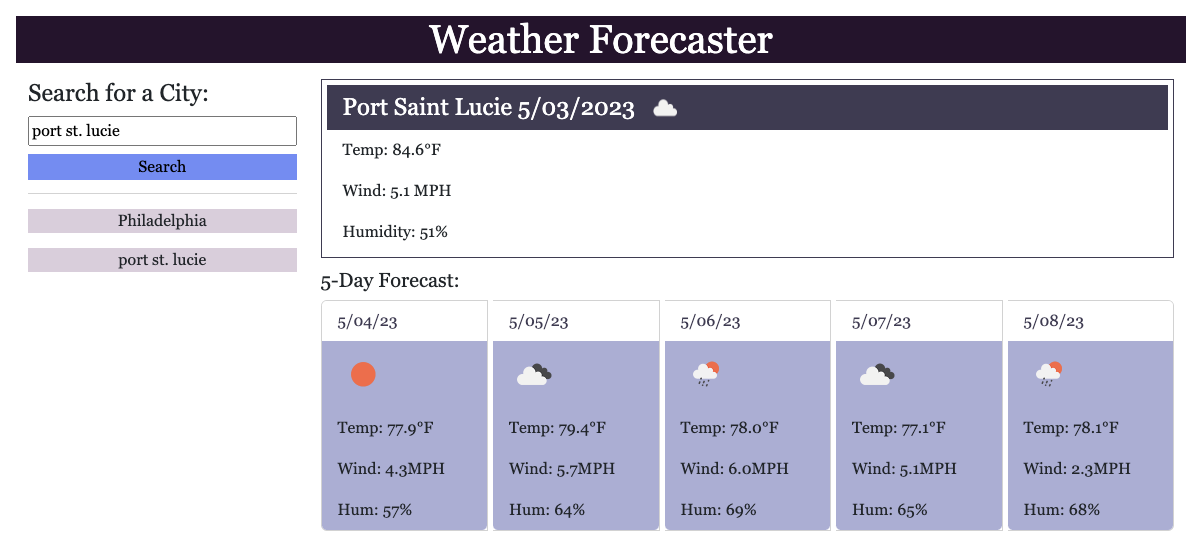 Weather Forecaster
Search for a City:
port st. lucie
Search
Philadelphia
port st. lucie
Port Saint Lucie 5/03/2023
Temp: 84.6°F
Wind: 5.1 MPH
Humidity: 51%
5-Day Forecast:
5/04/23
Temp: 77.9°F
Wind: 4.3MPH
Hum: 57%
5/05/23
Temp: 79.4°F
Wind: 5.7MPH
Hum: 64%
5/06/23
Temp: 78.0°F
Wind: 6.0MPH
Hum: 69%
5/07/23
Temp: 77.1°F
Wind: 5.1MPH
Hum: 65%
5/08/23
Temp: 78.1°F
Wind: 2.3MPH
Hum: 68%